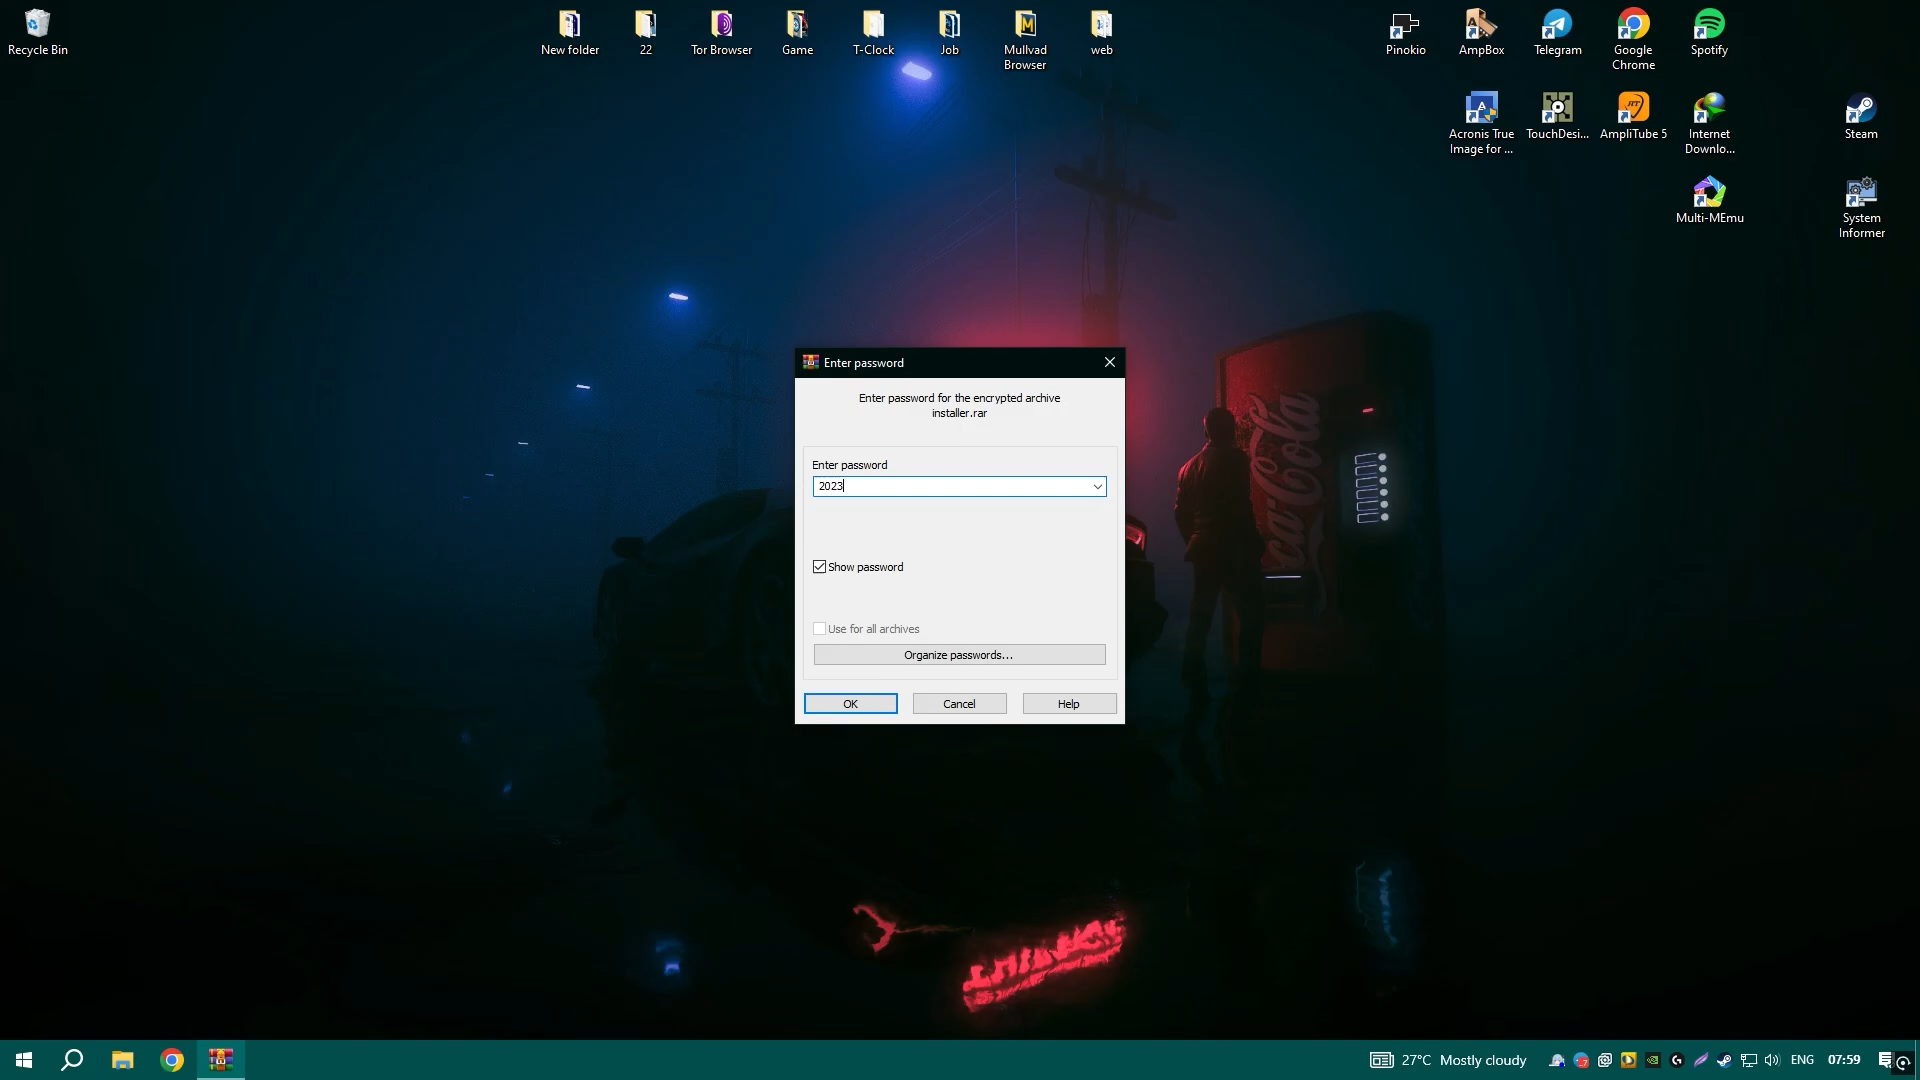 Recycle Bin
New folder
22
Tor Browser
Game
T-Clock
Job
Mullvad
Browser
web
Pinokio
AmpBox
Telegram
Google
Chrome
Spotify
Acronis True
Image for ...
TouchDesi...
AmpliTube 5
Internet
Downlo...
Steam
Multi-MEmu
System
Informer
Coca-Cola
Enter password
Enter password for the encrypted archive
installer.rar
Enter password
2023
Show password
Use for all archives
Organize passwords...
OK
Cancel
Help
27°C Mostly cloudy
ENG
07:59